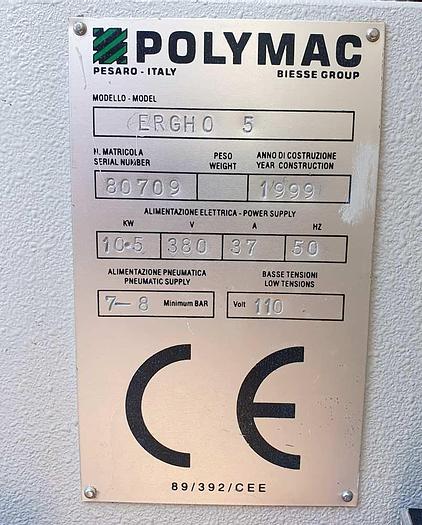 POLYMAC
PESARO - ITALY BIESSE GROUP
MODELLO - MODEL
ERGHO 5
N. MATRICOLA PESO ANNO DI COSTRUZIONE
SERIAL NUMBER WEIGHT YEAR CONSTRUCTION
80709 1999
ALIMENTAZIONE ELETTRICA - POWER SUPPLY
KW V A HZ
10.5 380 37 50
ALIMENTAZIONE PNEUMATICA BASSE TENSIONI
PNEUMATIC SUPPLY LOW TENSIONS
7-8 Minimum BAR Volt 110
CE
89/392/CEE